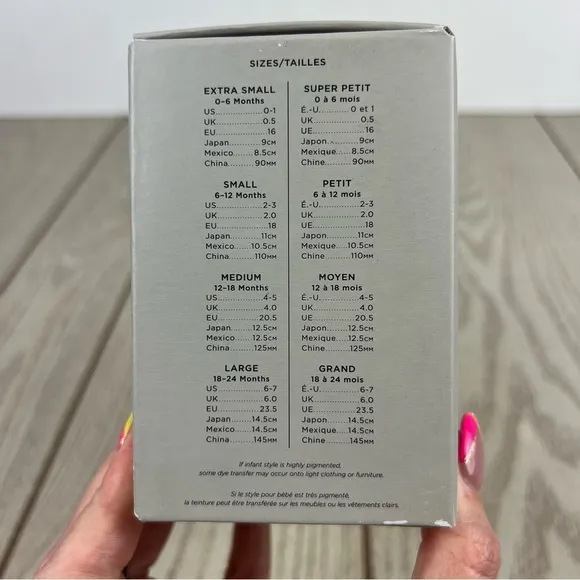 SIZES/TAILLES
EXTRA SMALL
0-6 Months
US..............0-1
UK..............0.5
EU...............16
Japan.........9CM
Mexico......8.5CM
China........90MM
SMALL
6-12 Months
US..............2-3
UK..............2.0
EU...............18
Japan.........11CM
Mexico.....10.5CM
China........110MM
MEDIUM
12-18 Months
US..............4-5
UK..............4.0
EU.............20.5
Japan.......12.5CM
Mexico.....12.5CM
China........125MM
LARGE
18-24 Months
US..............6-7
UK..............6.0
EU.............23.5
Japan.......14.5CM
Mexico.....14.5CM
China........145MM
SUPER PETIT
0 à 6 mois
É.-U.........0 et 1
UK..............0.5
UE...............16
Japon.........9CM
Mexique....8.5CM
Chine........90MM
PETIT
6 à 12 mois
É.-U............2-3
UK..............2.0
UE...............18
Japon.........11CM
Mexique...10.5CM
Chine........110MM
MOYEN
12 à 18 mois
É.-U............4-5
UK..............4.0
UE.............20.5
Japon.......12.5CM
Mexique....12.5CM
Chine........125MM
GRAND
18 à 24 mois
É.-U............6-7
UK..............6.0
UE.............23.5
Japon.......14.5CM
Mexique....14.5CM
Chine........145MM
If infant style is highly pigmented,
some dye transfer may occur onto light clothing or furniture.
Si le style pour bébé est très pigmenté,
la teinture peut être transférée sur les meubles ou les vêtements clairs.